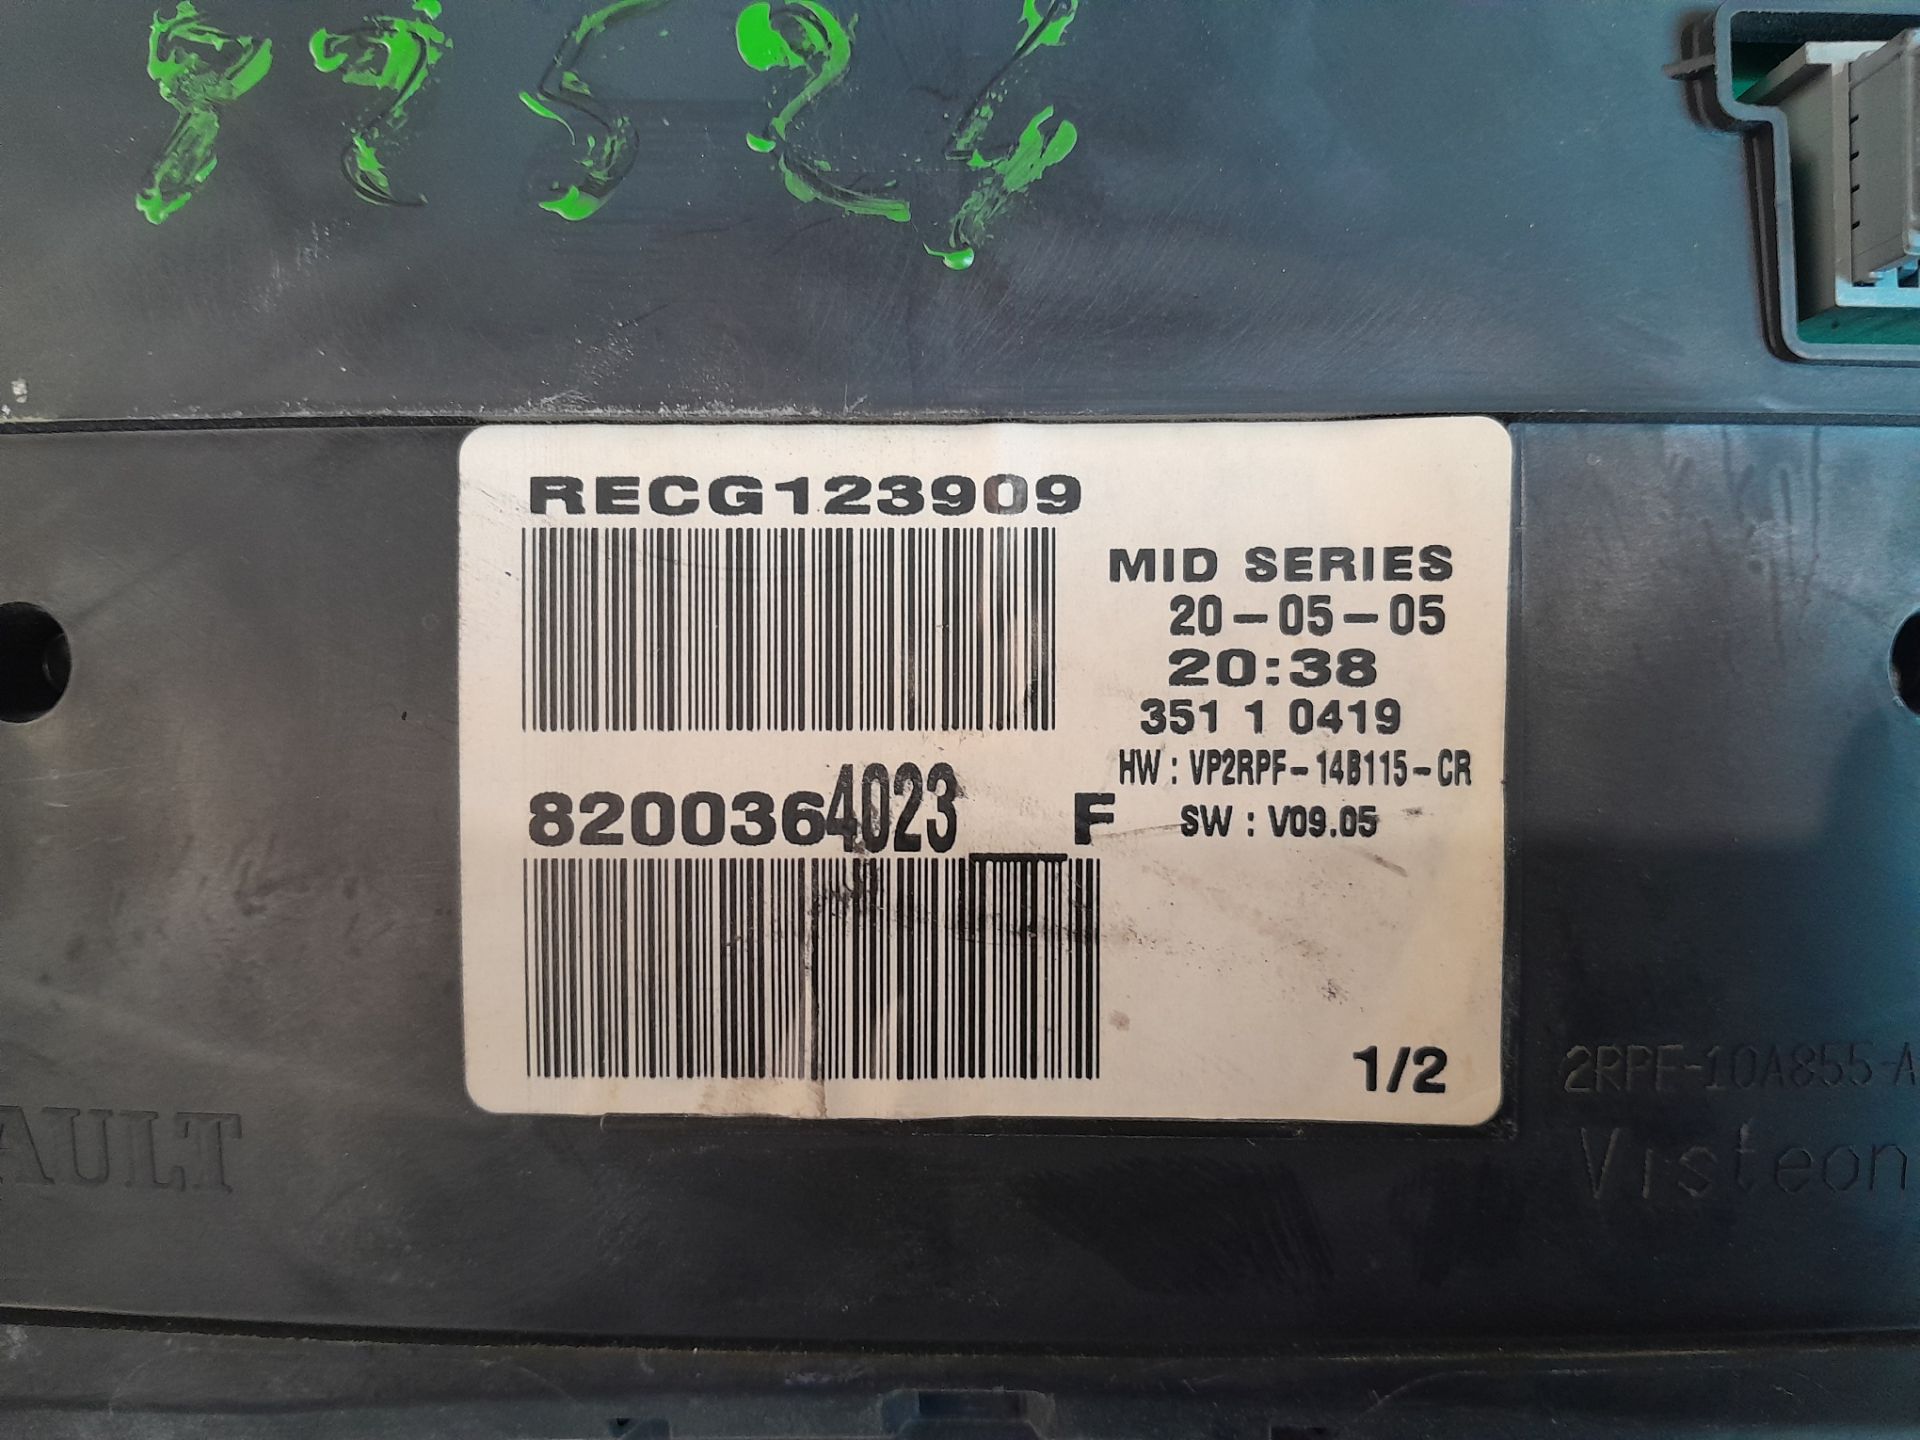 RECG123909
MID SERIES
20-05-05
20:38
351 1 0419
HW : VP2RPF-14B115-CR
8200364023__F
SW : V09.05
1/2
2RPF-10A855-A
AULT
Visteon